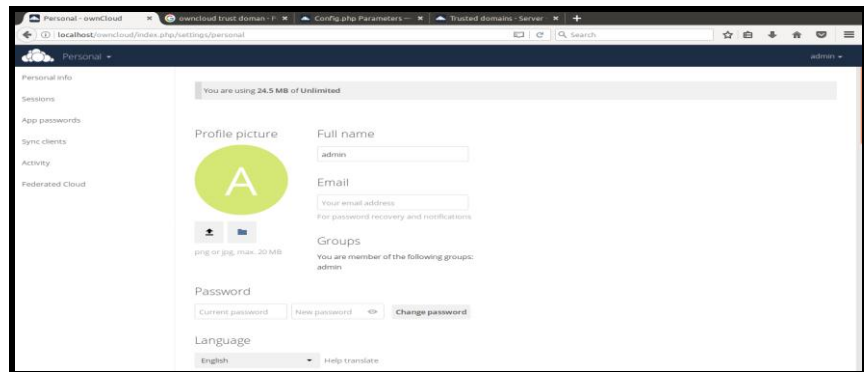 Personal - ownCloud
owncloud trust doman - F
Config.php Parameters —
Trusted domains - Server
localhost/owncloud/index.php/settings/personal
Search
Personal
admin
Personal info
Sessions
App passwords
Sync clients
Activity
Federated Cloud
You are using 24.5 MB of Unlimited
Profile picture
A
png or jpg, max. 20 MB
Full name
admin
Email
Your email address
For password recovery and notifications
Groups
You are member of the following groups:
admin
Password
Current password
New password
Change password
Language
English
Help translate